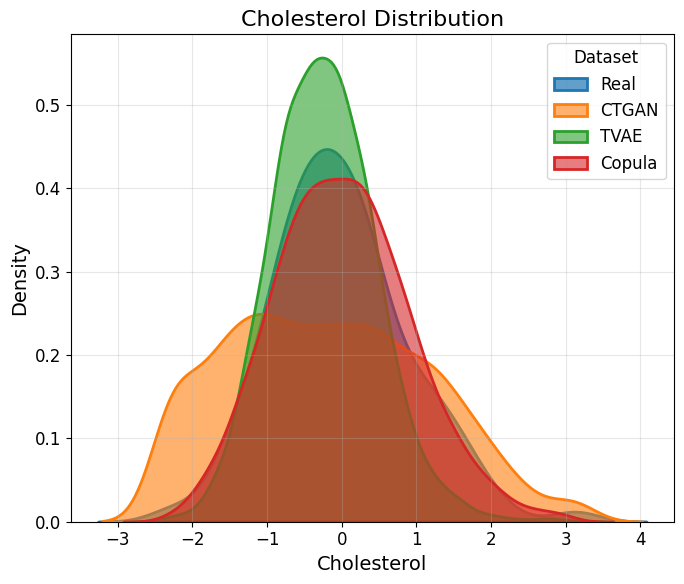 Cholesterol Distribution
Dataset
Real
CTGAN
TVAE
Copula
Density
0.5
0.4
0.3
0.2
0.1
0.0
−3 −2 −1 0 1 2 3 4
Cholesterol